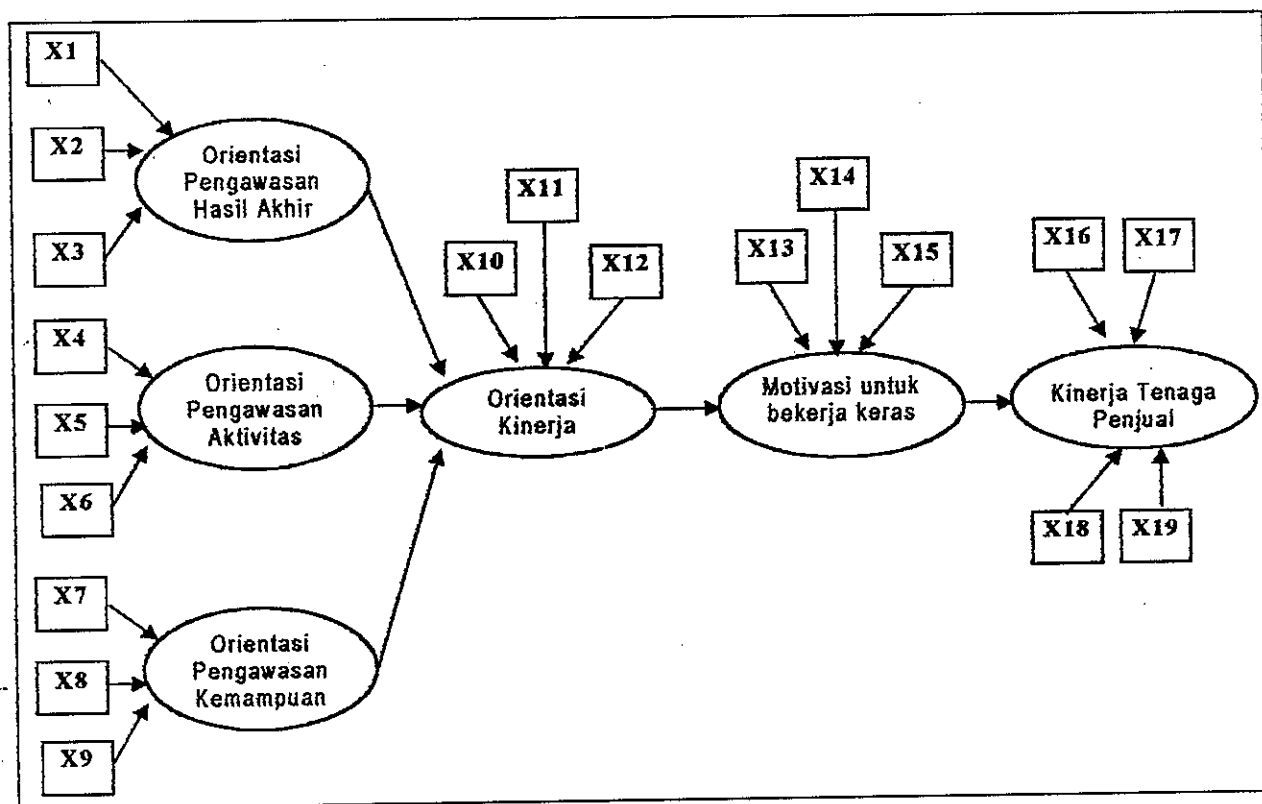 X1
X2
X3
Orientasi
Pengawasan
Hasil Akhir
X4
X5
X6
Orientasi
Pengawasan
Aktivitas
X7
X8
X9
Orientasi
Pengawasan
Kemampuan
X10
X11
X12
Orientasi
Kinerja
X13
X14
X15
Motivasi untuk
bekerja keras
X16
X17
Kinerja Tenaga
Penjual
X18
X19